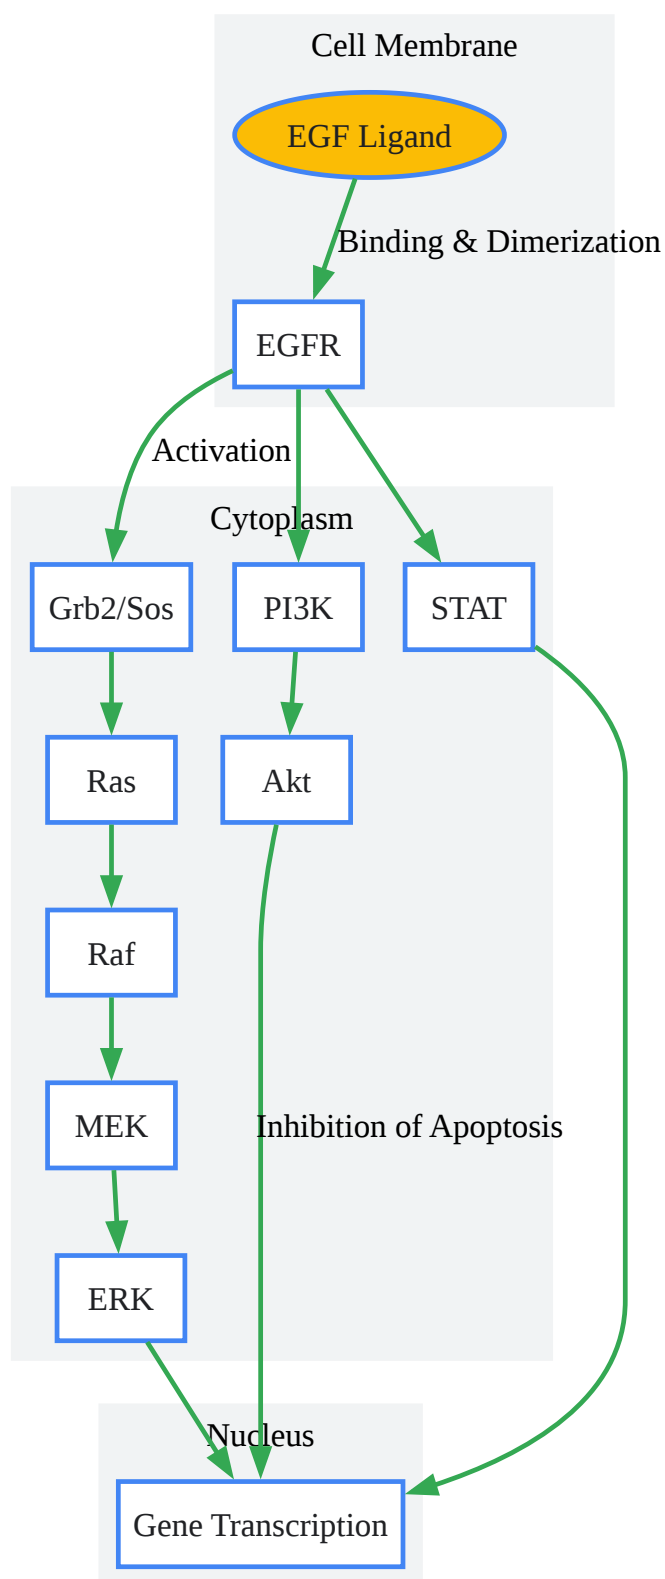 Cell Membrane
EGF Ligand
Binding & Dimerization
EGFR
Activation
Cytoplasm
Grb2/Sos
PI3K
STAT
Ras
Akt
Raf
MEK
Inhibition of Apoptosis
ERK
Nucleus
Gene Transcription